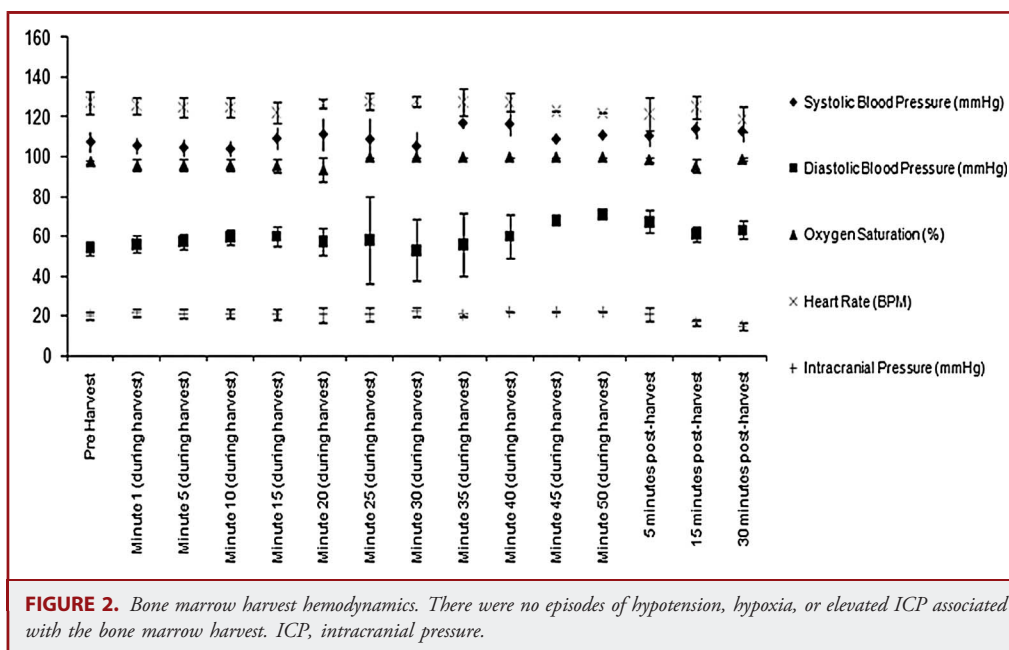 160
140
120
100
80
60
40
20
0
Pre Harvest
Minute 1 (during harvest)
Minute 5 (during harvest)
Minute 10 (during harvest)
Minute 15 (during harvest)
Minute 20 (during harvest)
Minute 25 (during harvest)
Minute 30 (during harvest)
Minute 35 (during harvest)
Minute 40 (during harvest)
Minute 45 (during harvest)
Minute 50 (during harvest)
5 minutes post-harvest
15 minutes post-harvest
30 minutes post-harvest
Systolic Blood Pressure (mmHg)
Diastolic Blood Pressure (mmHg)
Oxygen Saturation (%)
Heart Rate (BPM)
Intracranial Pressure (mmHg)
FIGURE 2. Bone marrow harvest hemodynamics. There were no episodes of hypotension, hypoxia, or elevated ICP associated
with the bone marrow harvest. ICP, intracranial pressure.